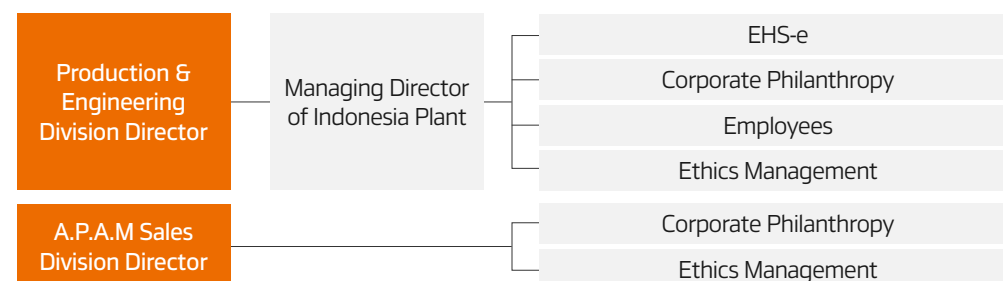 Production &
Engineering
Division Director
Managing Director
of Indonesia Plant
EHS-e
Corporate Philanthropy
Employees
Ethics Management
A.P.A.M Sales
Division Director
Corporate Philanthropy
Ethics Management